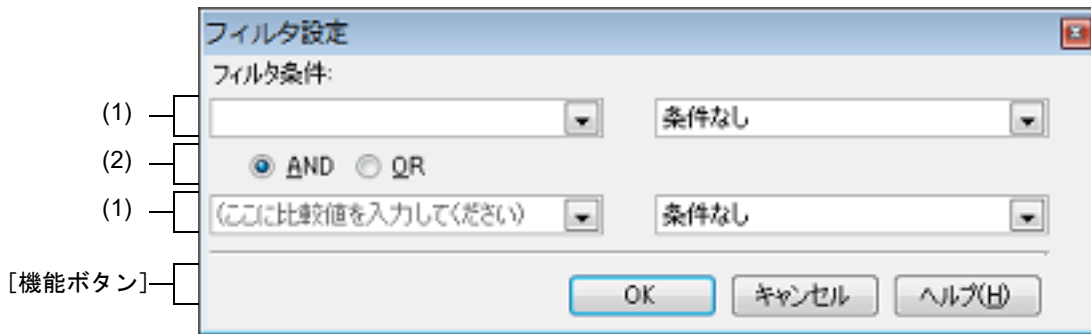 フィルタ設定
フィルタ条件:
(1) 条件なし
(2) AND OR
(1) (ここに比較値を入力してください) 条件なし
[機能ボタン] OK キャンセル ヘルプ(H)